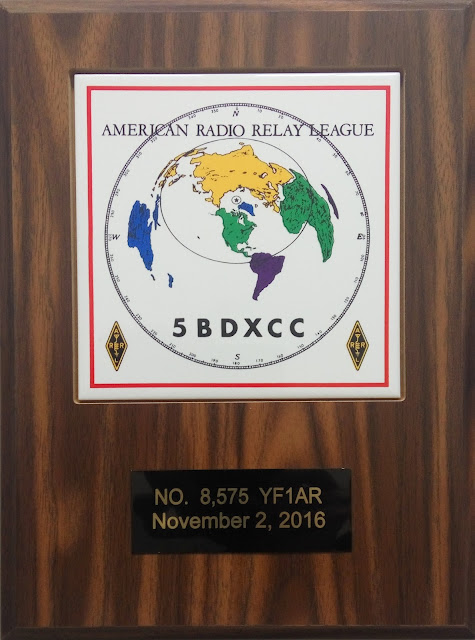 N
AMERICAN RADIO RELAY LEAGUE
W
E
5BDXCC
S
NO. 8,575 YF1AR
November 2, 2016